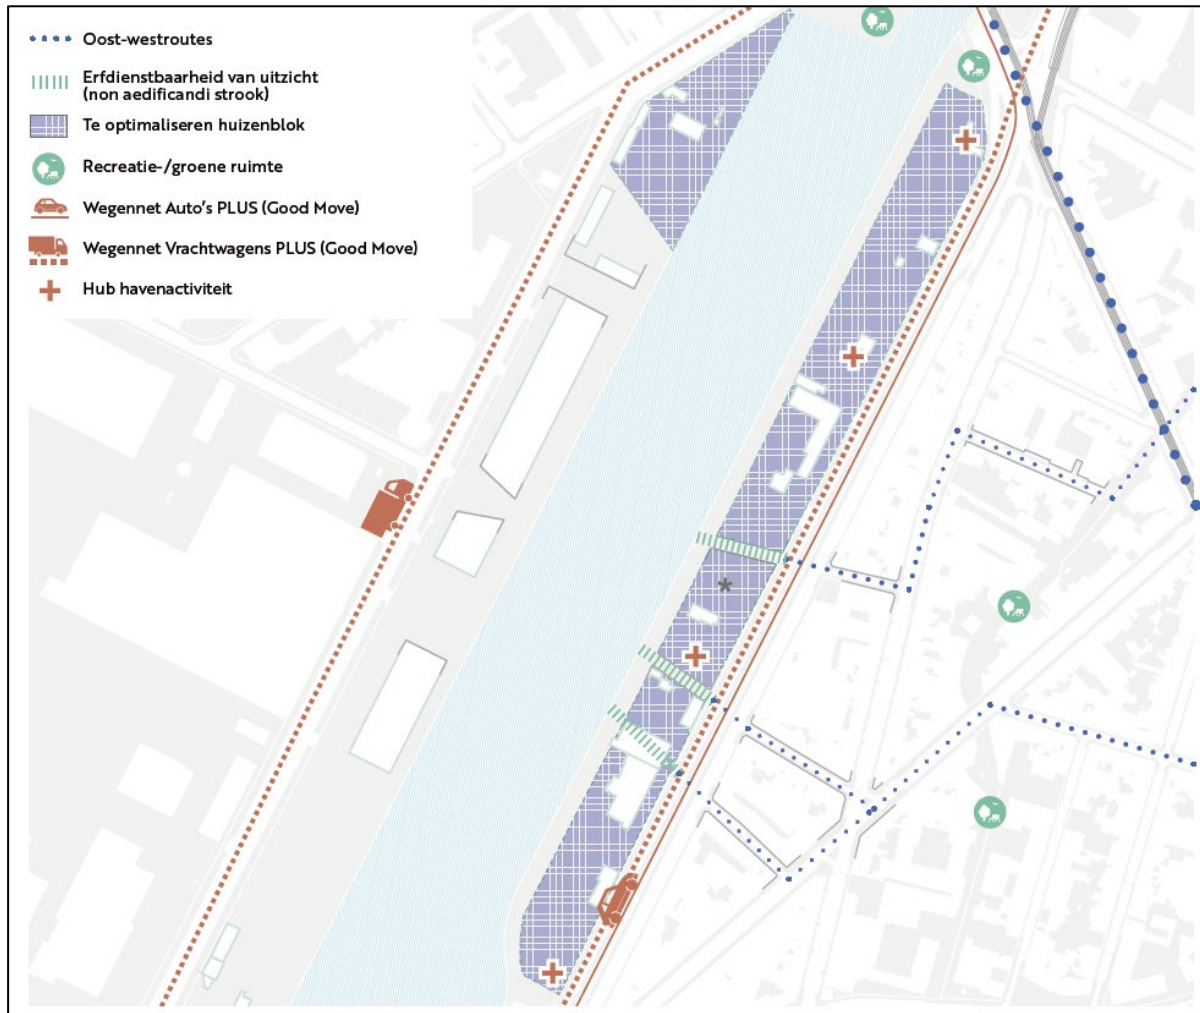 Oost-westroutes
Erfdienstbaarheid van uitzicht
(non aedificandi strook)
Te optimaliseren huizenblok
Recreatie-/groene ruimte
Wegennet Auto's PLUS (Good Move)
Wegennet Vrachtwagens PLUS (Good Move)
Hub havenactiviteit
*